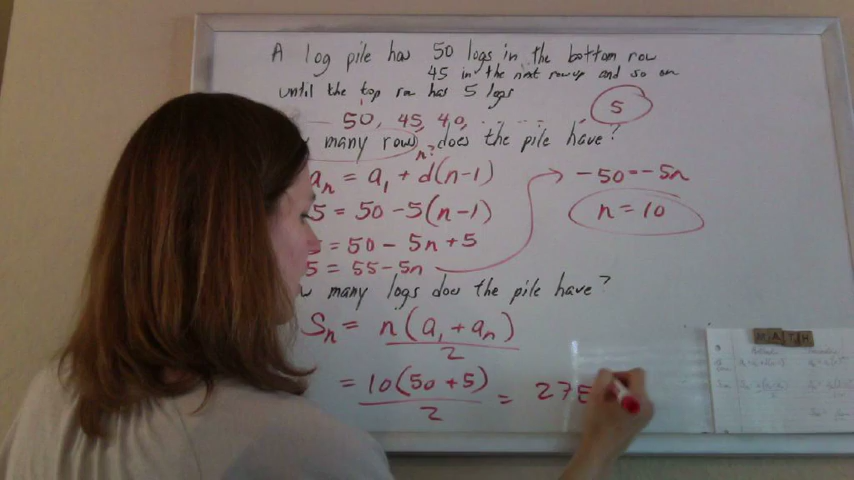 A log pile has 50 logs in the bottom row
45 in the next row up and so on
until the top row has 5 logs
50, 45, 40, ......, 5
many rows does the pile have?
n?
aₙ = a₁ + d(n-1)
5 = 50 - 5(n-1)
5 = 50 - 5n + 5
5 = 55 - 5n
-50 = -5n
n = 10
many logs does the pile have?
Sₙ = n(a₁ + aₙ)/2
= 10(50 + 5)/2 = 275
MATH